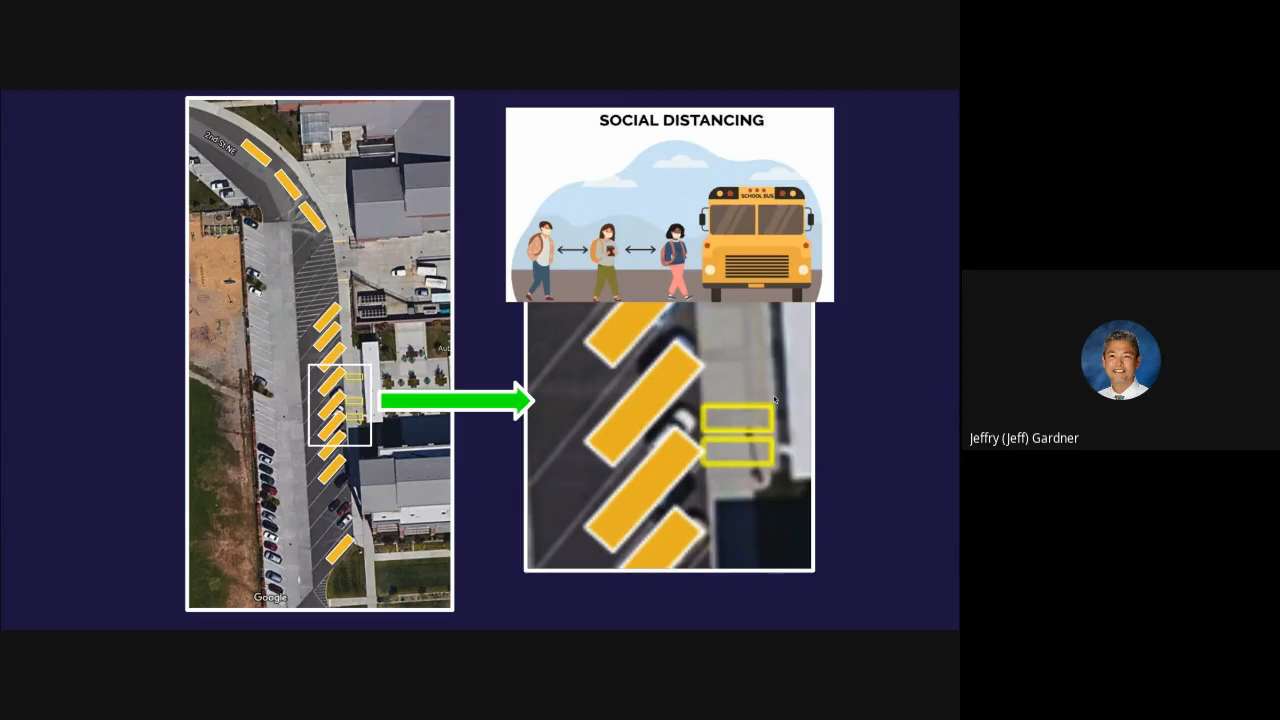 2nd St NE
SOCIAL DISTANCING
SCHOOL BUS
Google
Jeffry (Jeff) Gardner